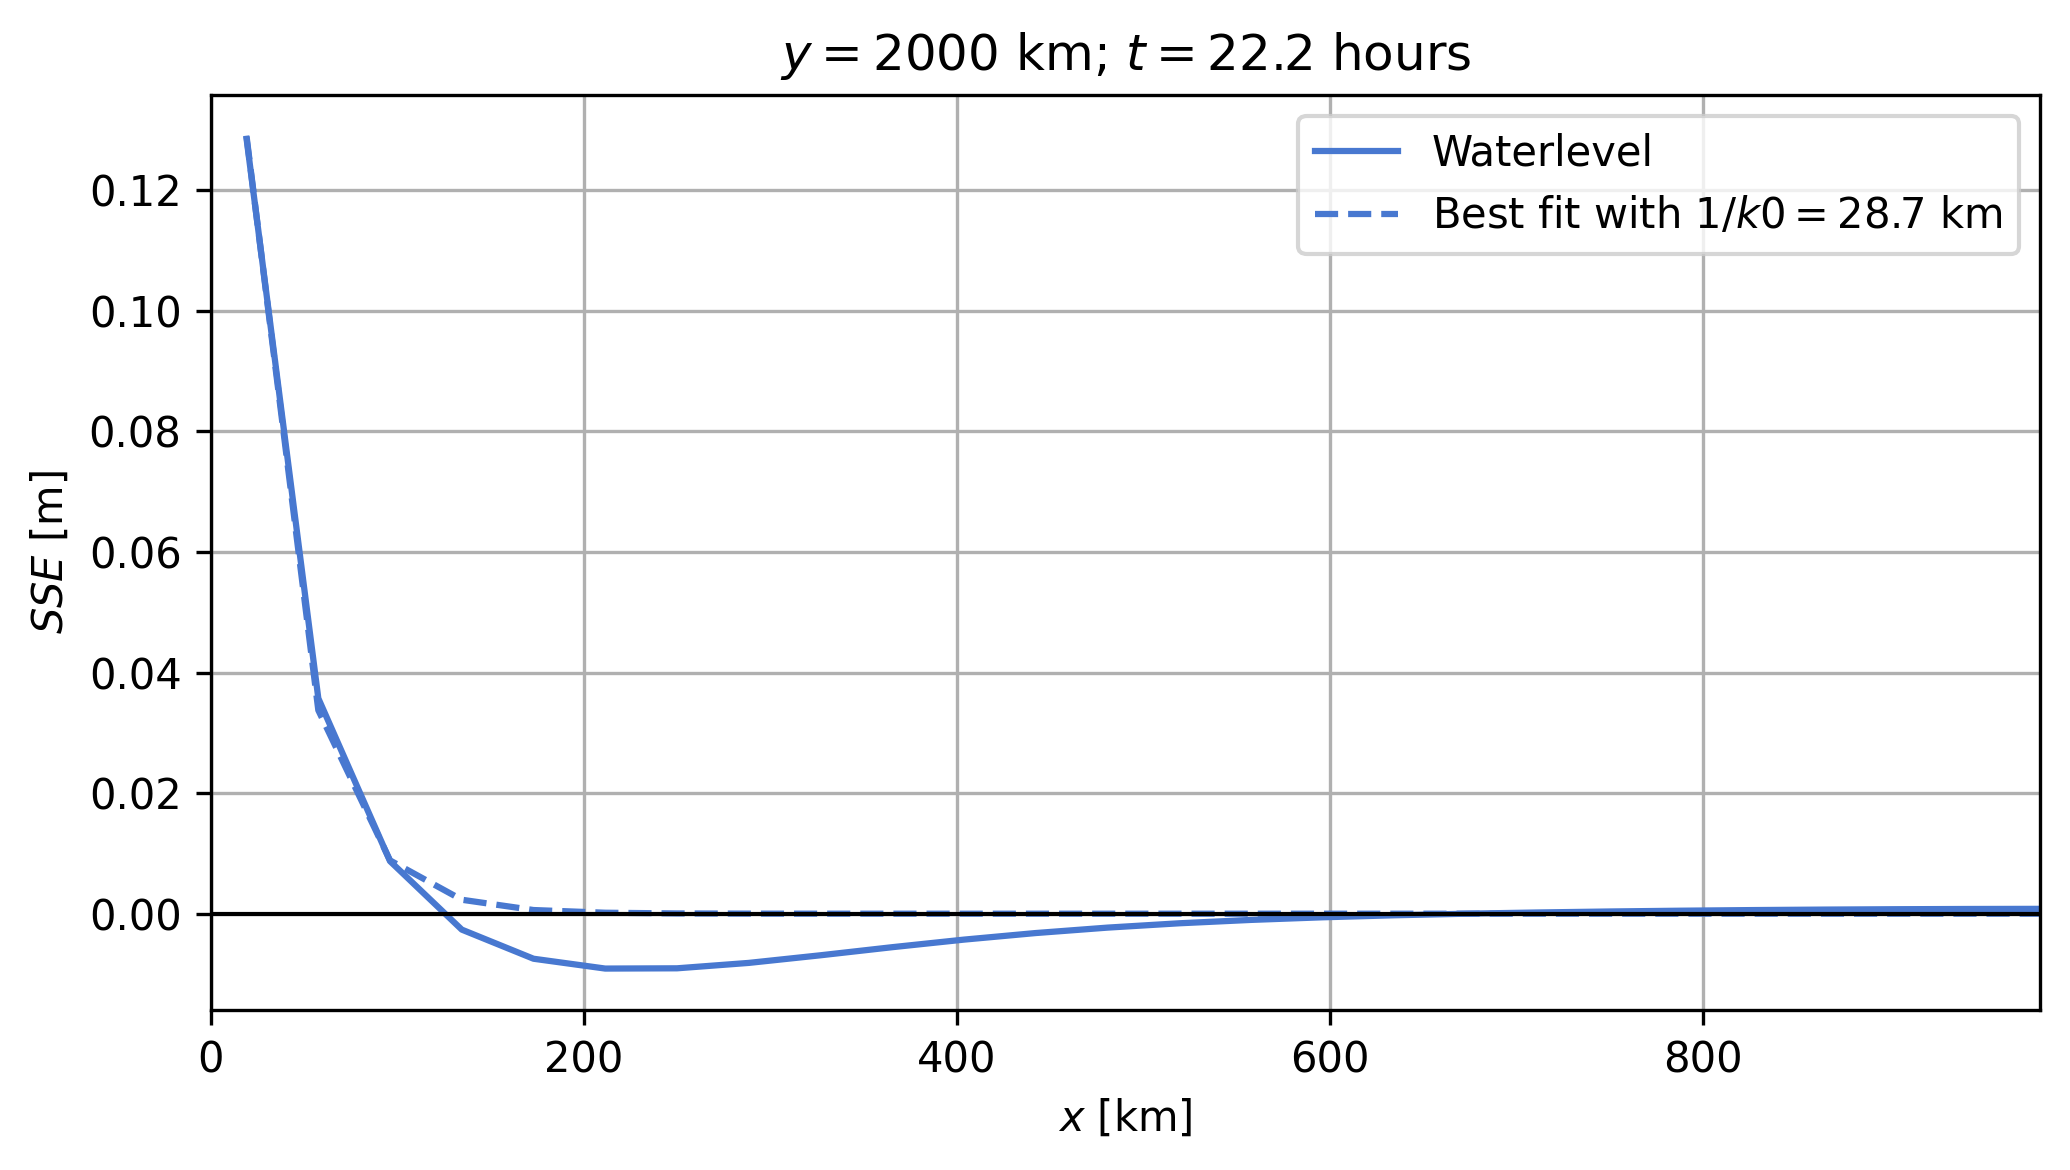 y = 2000 km; t = 22.2 hours
Waterlevel
Best fit with 1/k0 = 28.7 km
0.12
0.10
0.08
0.06
0.04
0.02
0.00
SSE [m]
0 200 400 600 800
x [km]